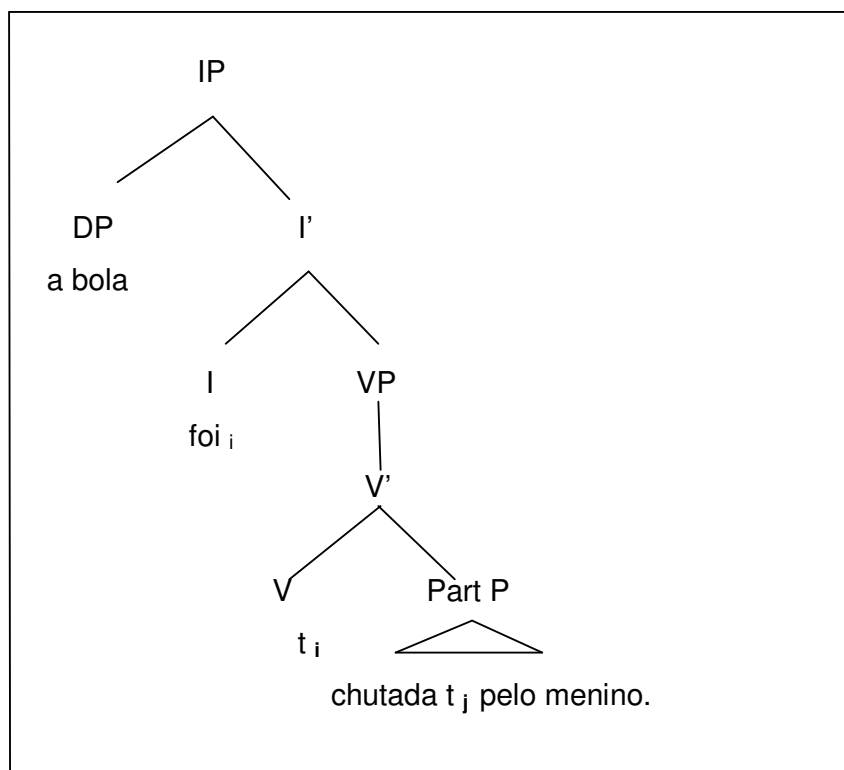 IP
DP I’
a bola
I VP
foi i
V’
V Part P
t i
chutada t j pelo menino.